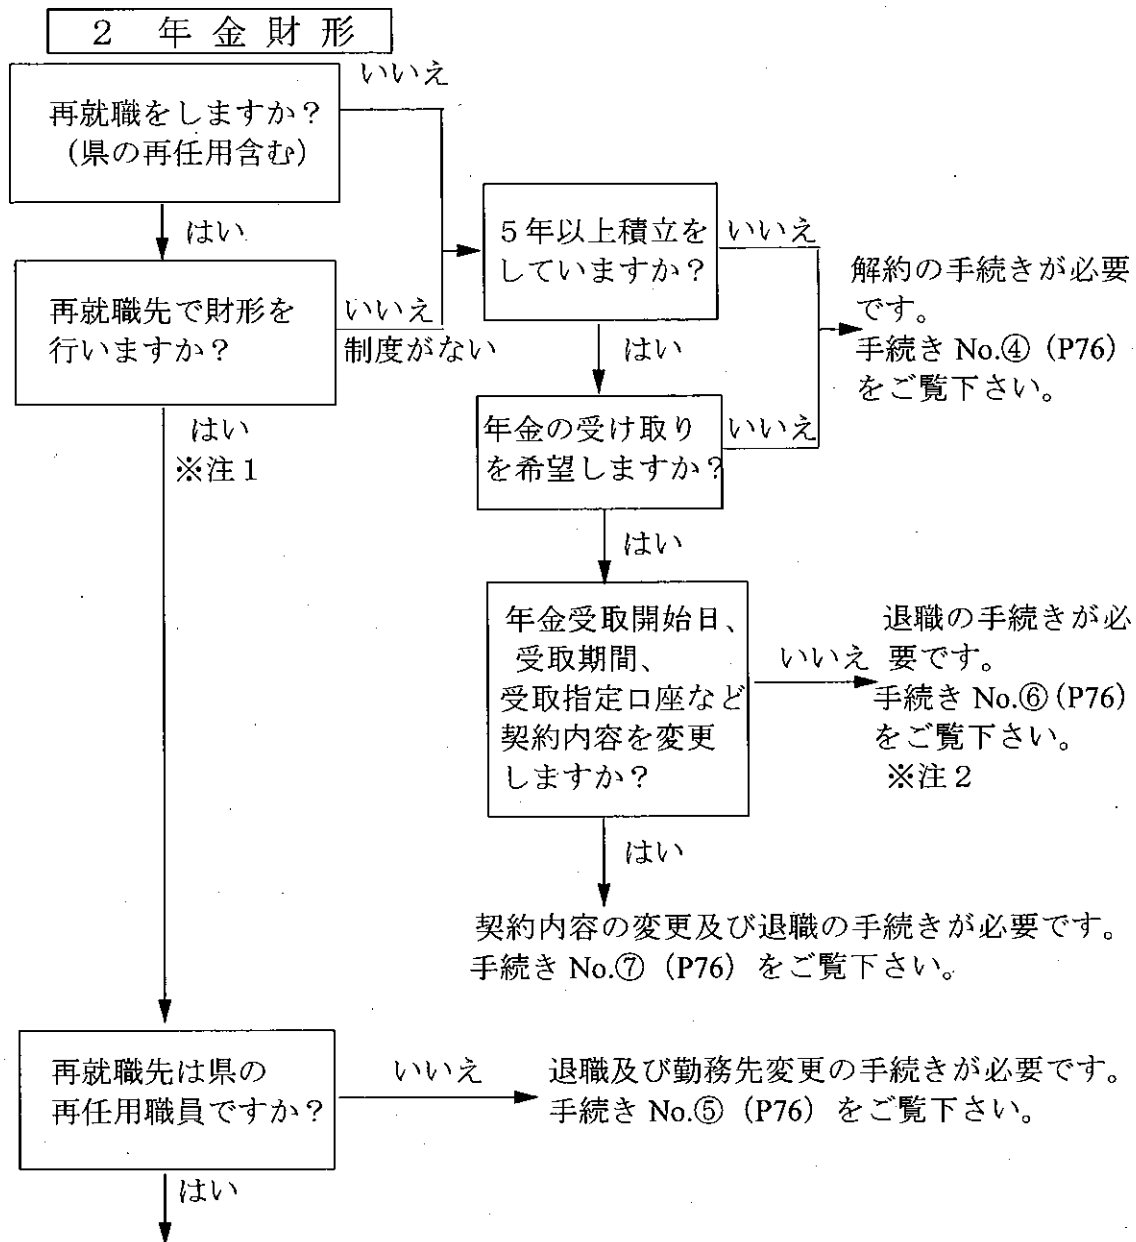 2 年金財形
再就職をしますか？
（県の再任用含む）
いいえ
はい
再就職先で財形を
行いますか？
いいえ
制度がない
はい
※注1
5年以上積立を
していますか？
いいえ
はい
解約の手続きが必要
です。
手続き No.④（P76）
をご覧下さい。
年金の受け取り
を希望しますか？
いいえ
はい
年金受取開始日、
受取期間、
受取指定口座など
契約内容を変更
しますか？
いいえ
退職の手続きが必
要です。
手続き No.⑥（P76）
をご覧下さい。
※注2
はい
契約内容の変更及び退職の手続きが必要です。
手続き No.⑦（P76）をご覧下さい。
再就職先は県の
再任用職員ですか？
いいえ
退職及び勤務先変更の手続きが必要です。
手続き No.⑤（P76）をご覧下さい。
はい